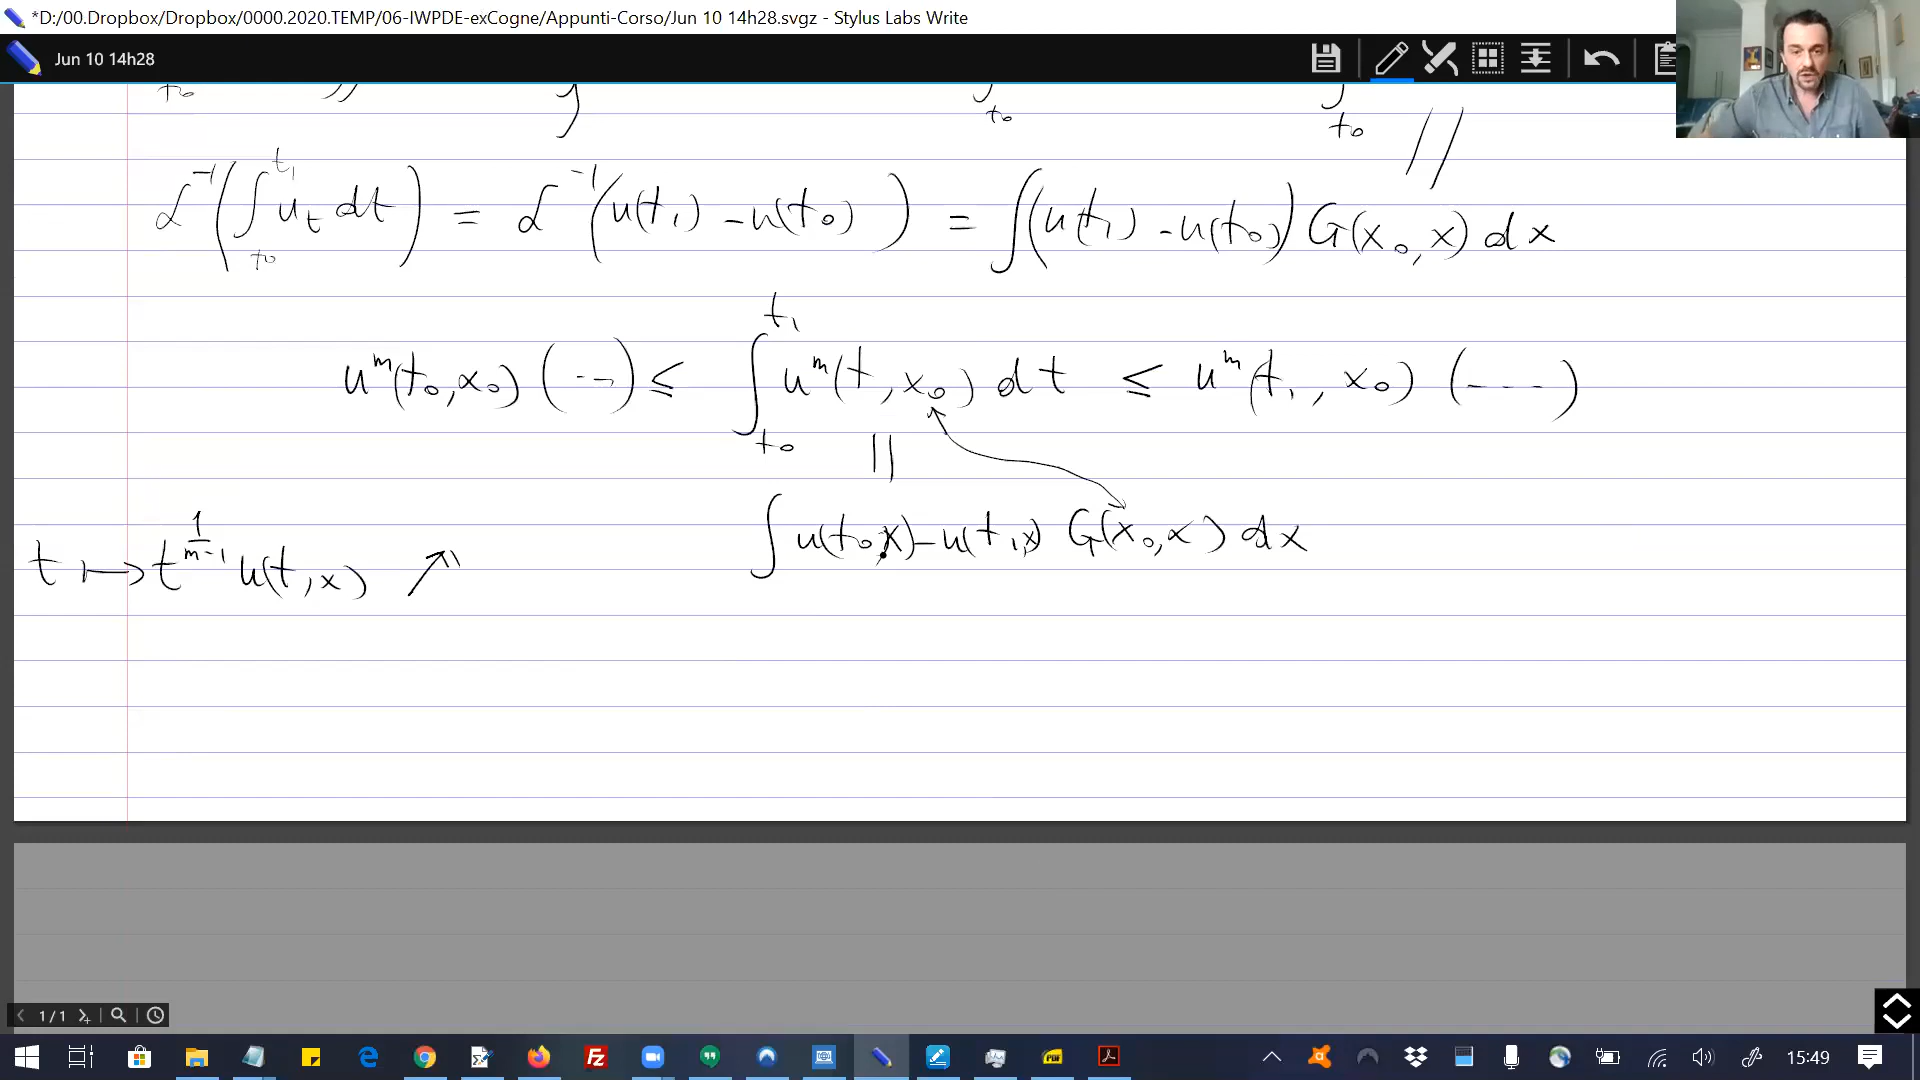 *D:/00.Dropbox/Dropbox/0000.2020.TEMP/06-IWPDE-exCogne/Appunti-Corso/Jun 10 14h28.svgz - Stylus Labs Write
Jun 10 14h28
t₀ t₀ t₀
ℒ⁻¹(∫_{t₀}^{t₁} u_t dt) = ℒ⁻¹(u(t₁) - u(t₀)) = ∫(u(t₁) - u(t₀)) G(x₀, x) dx
u^m(t₀, x₀) (...) ≤ ∫_{t₀}^{t₁} u^m(t, x₀) dt ≤ u^m(t₁, x₀) (....)
||
∫ u(t₀,x) - u(t₁,x) G(x₀, x) dx
t ↦ t^{1/(m-1)} u(t, x) ↗
1/1
15:49